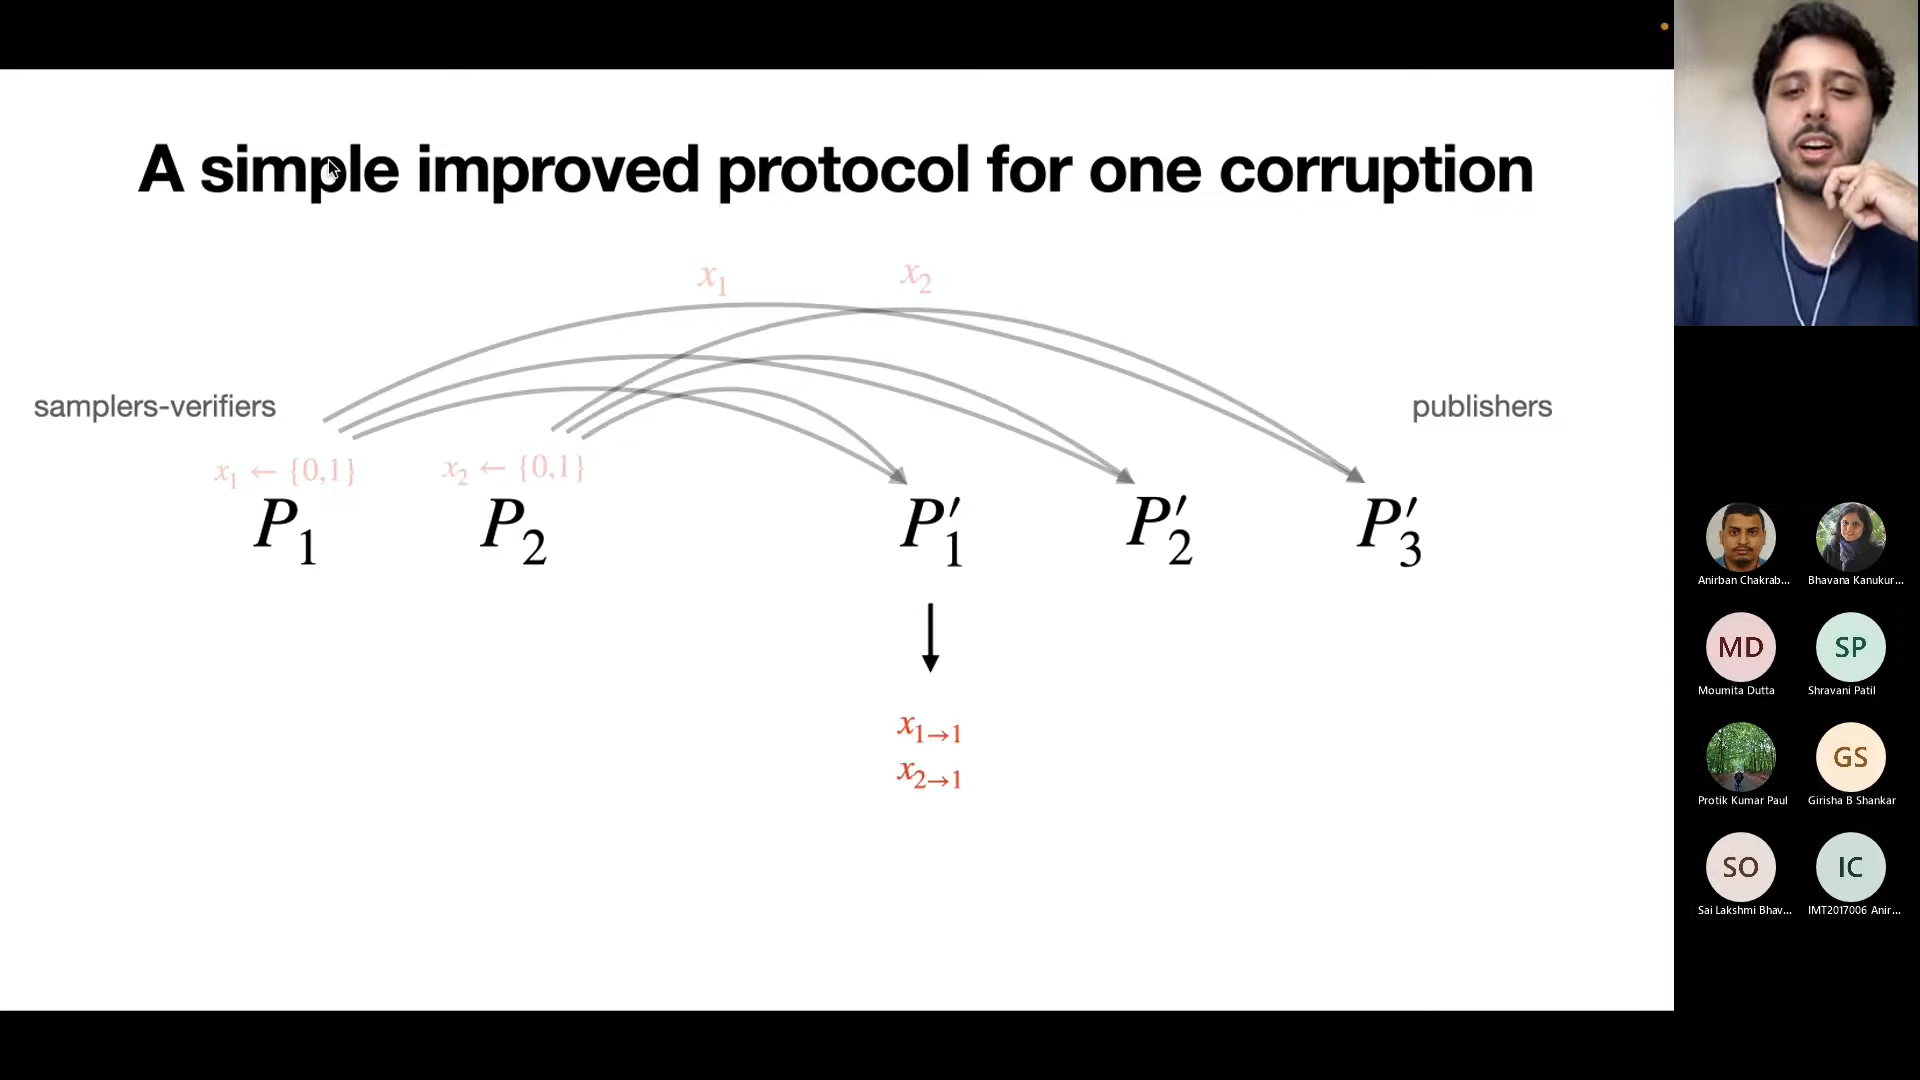 A simple improved protocol for one corruption
x₁ x₂
samplers-verifiers publishers
x₁ ← {0,1} x₂ ← {0,1}
P₁ P₂ P′₁ P′₂ P′₃
x₁→₁
x₂→₁
Anirban Chakrab... Bhavana Kanukur...
MD SP
Moumita Dutta Shravani Patil
GS
Protik Kumar Paul Girisha B Shankar
SO IC
Sai Lakshmi Bhav... IMT2017006 Anir...